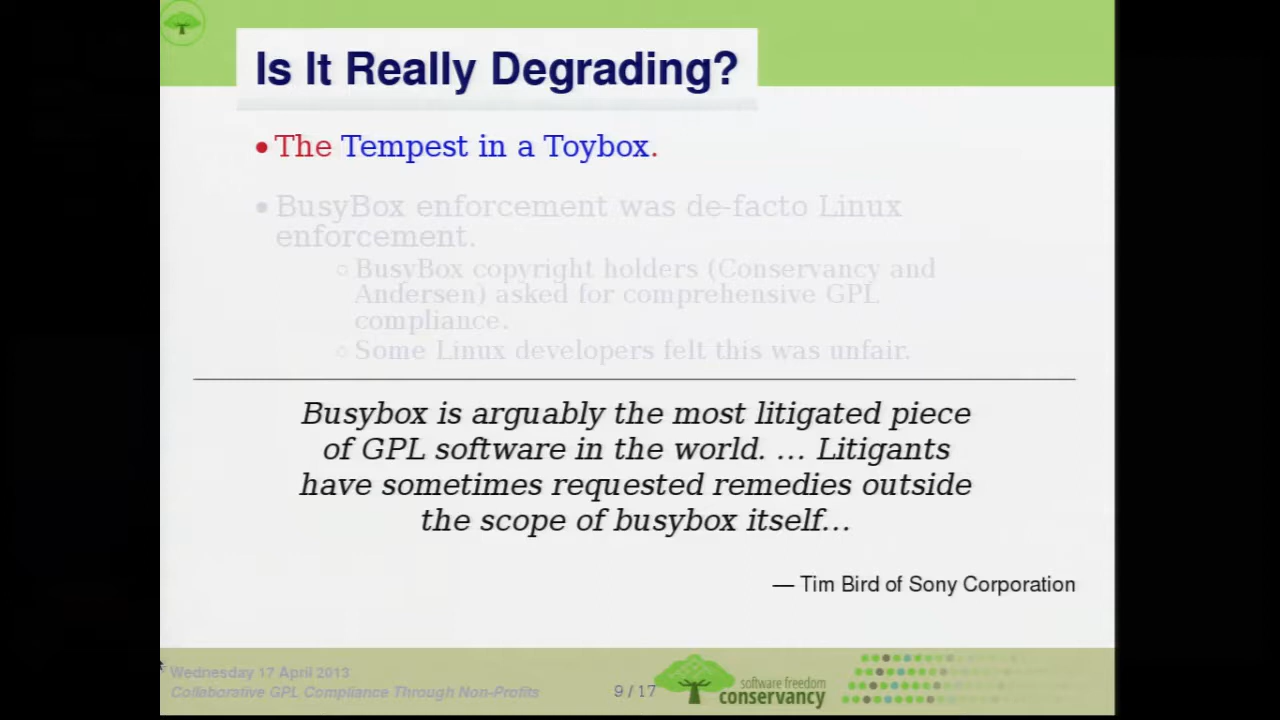 Is It Really Degrading?
•The Tempest in a Toybox.
•BusyBox enforcement was de-facto Linux
enforcement.
○BusyBox copyright holders (Conservancy and
Andersen) asked for comprehensive GPL
compliance.
○Some Linux developers felt this was unfair.
Busybox is arguably the most litigated piece
of GPL software in the world. … Litigants
have sometimes requested remedies outside
the scope of busybox itself…
— Tim Bird of Sony Corporation
Wednesday 17 April 2013
Collaborative GPL Compliance Through Non-Profits
9 / 17
software freedom
conservancy